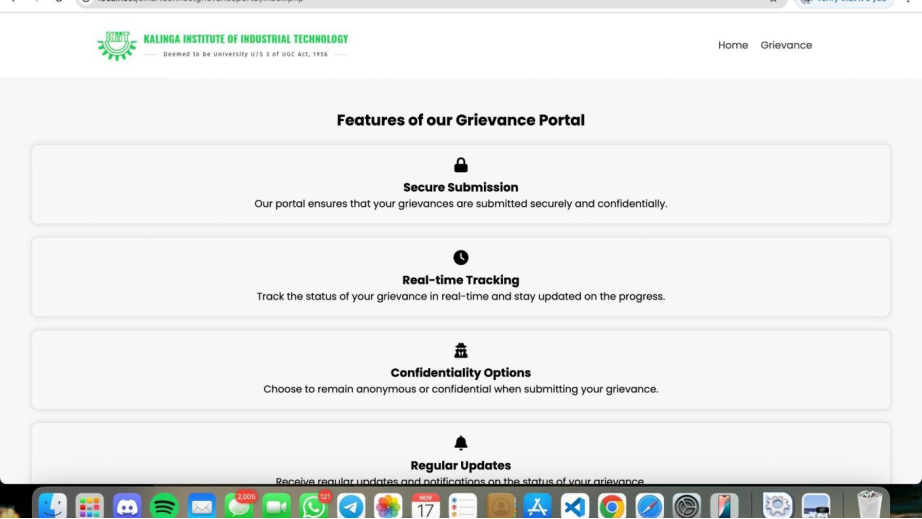 KIIT
KALINGA INSTITUTE OF INDUSTRIAL TECHNOLOGY
Deemed to be University U/S 3 of UGC Act, 1956
Home Grievance
Features of our Grievance Portal
Secure Submission
Our portal ensures that your grievances are submitted securely and confidentially.
Real-time Tracking
Track the status of your grievance in real-time and stay updated on the progress.
Confidentiality Options
Choose to remain anonymous or confidential when submitting your grievance.
Regular Updates
Receive regular updates and notifications on the status of your grievance
2,005
121
NOV
17